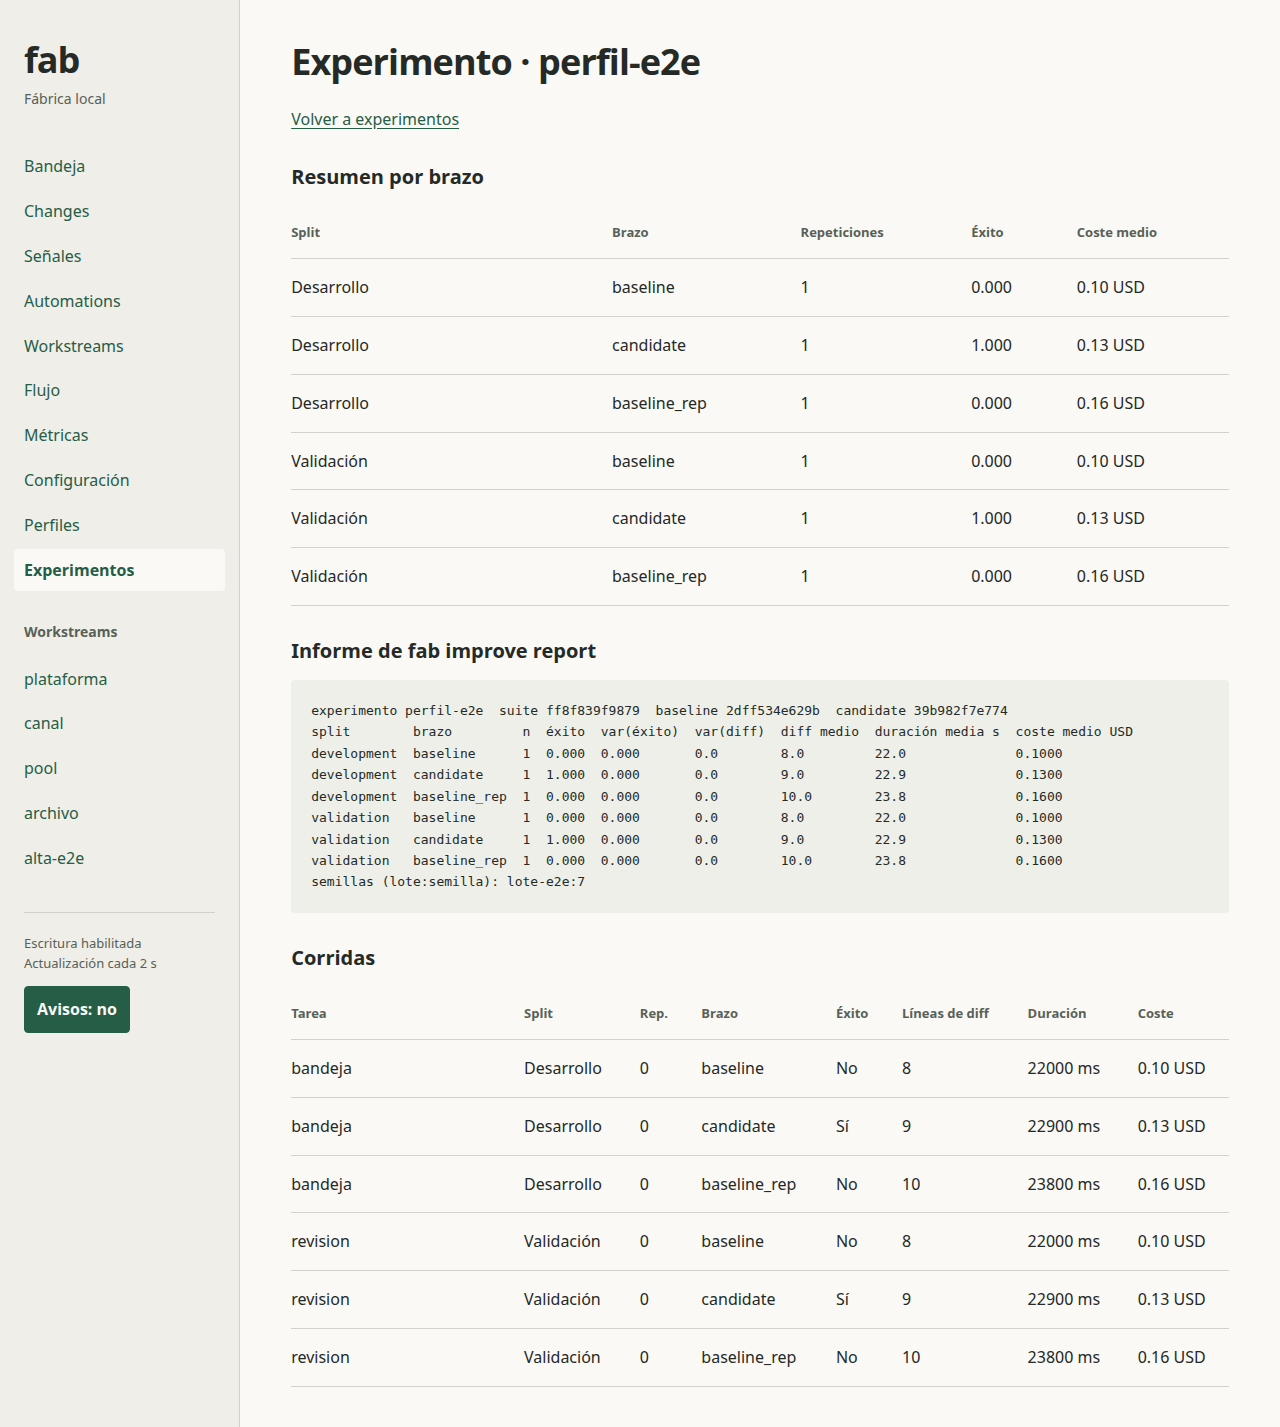 fab
Fábrica local
Bandeja
Changes
Señales
Automations
Workstreams
Flujo
Métricas
Configuración
Perfiles
Experimentos
Workstreams
plataforma
canal
pool
archivo
alta-e2e
Escritura habilitada
Actualización cada 2 s
Avisos: no
Experimento · perfil-e2e
Volver a experimentos
Resumen por brazo
Split Brazo Repeticiones Éxito Coste medio
Desarrollo baseline 1 0.000 0.10 USD
Desarrollo candidate 1 1.000 0.13 USD
Desarrollo baseline_rep 1 0.000 0.16 USD
Validación baseline 1 0.000 0.10 USD
Validación candidate 1 1.000 0.13 USD
Validación baseline_rep 1 0.000 0.16 USD
Informe de fab improve report
experimento perfil-e2e  suite ff8f839f9879  baseline 2dff534e629b  candidate 39b982f7e774
split        brazo         n  éxito  var(éxito)  var(diff)  diff medio  duración media s  coste medio USD
development  baseline      1  0.000  0.000       0.0        8.0         22.0              0.1000
development  candidate     1  1.000  0.000       0.0        9.0         22.9              0.1300
development  baseline_rep  1  0.000  0.000       0.0        10.0        23.8              0.1600
validation   baseline      1  0.000  0.000       0.0        8.0         22.0              0.1000
validation   candidate     1  1.000  0.000       0.0        9.0         22.9              0.1300
validation   baseline_rep  1  0.000  0.000       0.0        10.0        23.8              0.1600
semillas (lote:semilla): lote-e2e:7
Corridas
Tarea Split Rep. Brazo Éxito Líneas de diff Duración Coste
bandeja Desarrollo 0 baseline No 8 22000 ms 0.10 USD
bandeja Desarrollo 0 candidate Sí 9 22900 ms 0.13 USD
bandeja Desarrollo 0 baseline_rep No 10 23800 ms 0.16 USD
revision Validación 0 baseline No 8 22000 ms 0.10 USD
revision Validación 0 candidate Sí 9 22900 ms 0.13 USD
revision Validación 0 baseline_rep No 10 23800 ms 0.16 USD